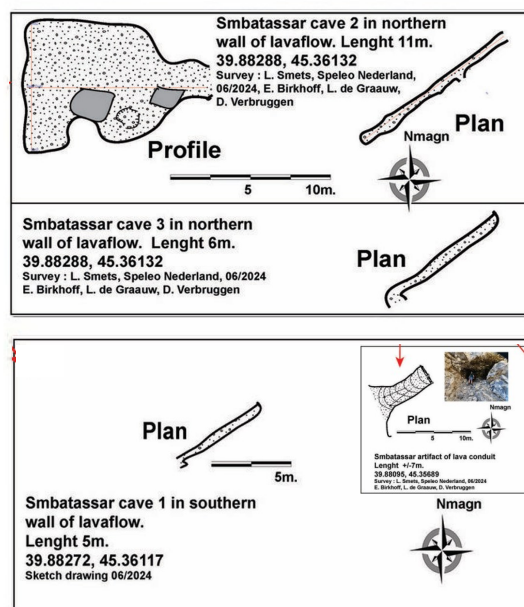 Smbatassar cave 2 in northern
wall of lavaflow. Lenght 11m.
39.88288, 45.36132
Survey : L. Smets, Speleo Nederland,
06/2024, E. Birkhoff, L. de Graauw,
D. Verbruggen
Plan
Profile
Nmagn
5 10m.
Smbatassar cave 3 in northern
wall of lavaflow. Lenght 6m.
39.88288, 45.36132
Survey : L. Smets, Speleo Nederland, 06/2024
E. Birkhoff, L. de Graauw, D. Verbruggen
Plan
Plan
5m.
Smbatassar cave 1 in southern
wall of lavaflow.
Lenght 5m.
39.88272, 45.36117
Sketch drawing 06/2024
Nmagn
Plan
5 10m.
Smbatassar artifact of lava conduit
Lenght +/-7m.
39.88095, 45.35689
Survey : L. Smets, Speleo Nederland, 06/2024
E. Birkhoff, L. de Graauw, D. Verbruggen
Nmagn